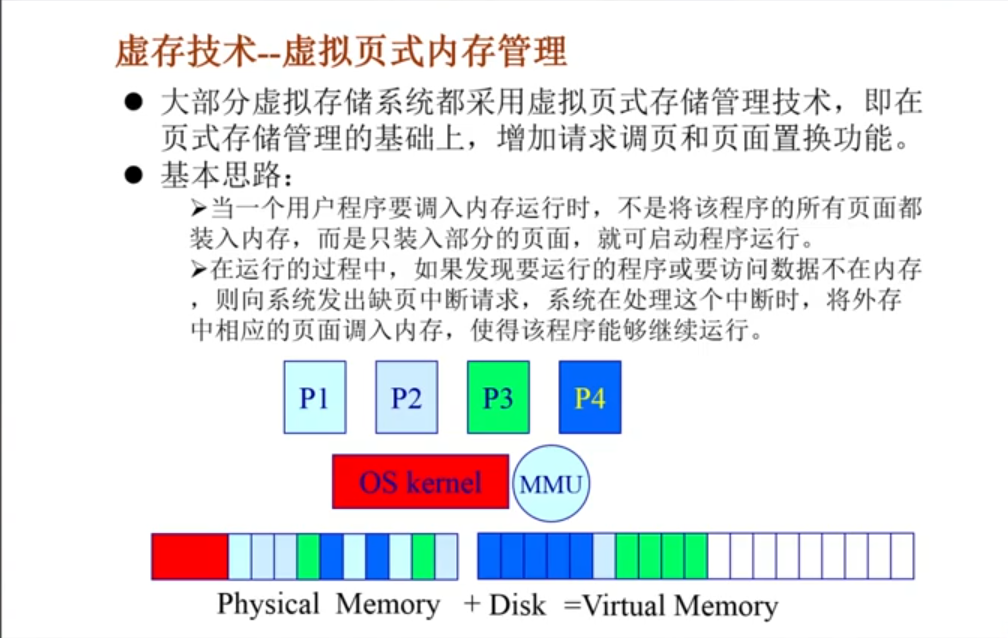 虚存技术--虚拟页式内存管理
● 大部分虚拟存储系统都采用虚拟页式存储管理技术，即在
页式存储管理的基础上，增加请求调页和页面置换功能。
● 基本思路：
➢当一个用户程序要调入内存运行时，不是将该程序的所有页面都
装入内存，而是只装入部分的页面，就可启动程序运行。
➢在运行的过程中，如果发现要运行的程序或要访问数据不在内存
，则向系统发出缺页中断请求，系统在处理这个中断时，将外存
中相应的页面调入内存，使得该程序能够继续运行。
P1 P2 P3 P4
OS kernel MMU
Physical Memory + Disk =Virtual Memory